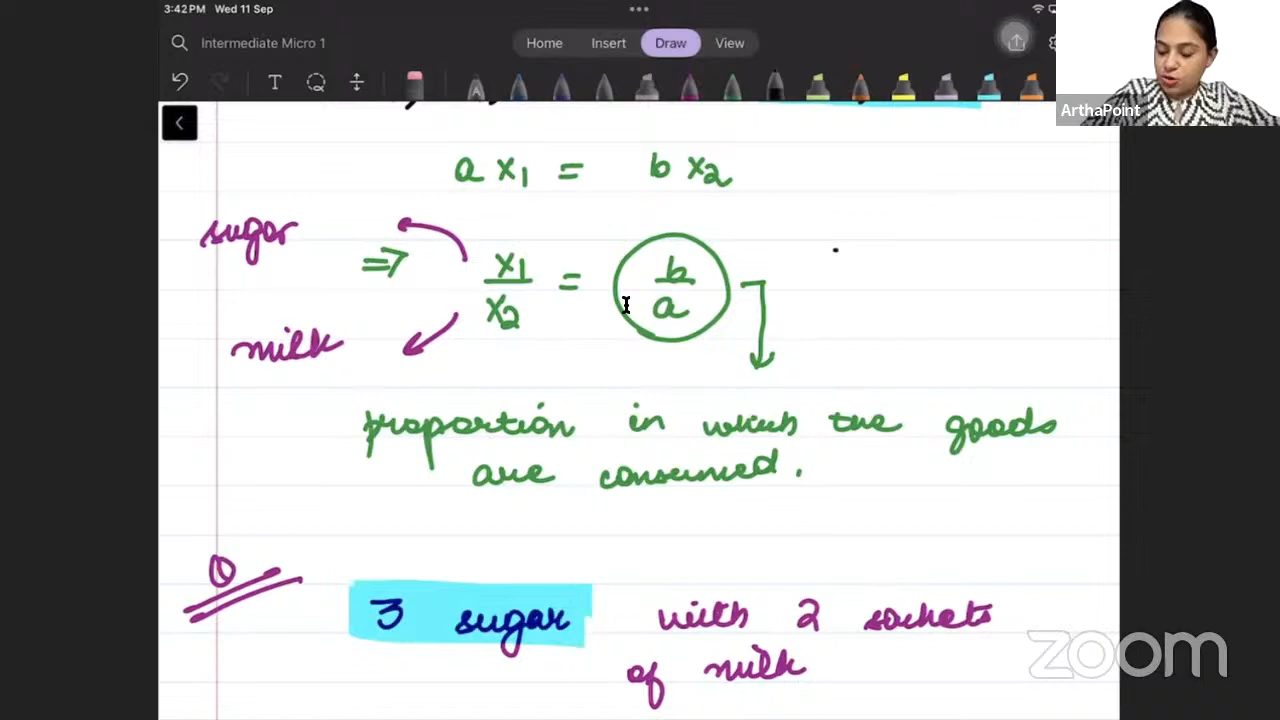 3:42 PM Wed 11 Sep
Intermediate Micro 1
Home Insert Draw View
ArthaPoint
a x1 = b x2
sugar
⇒ x1/x2 = b/a
milk
proportion in which the goods
are consumed.
Q
3 sugar with 2 sachets
of milk
zoom